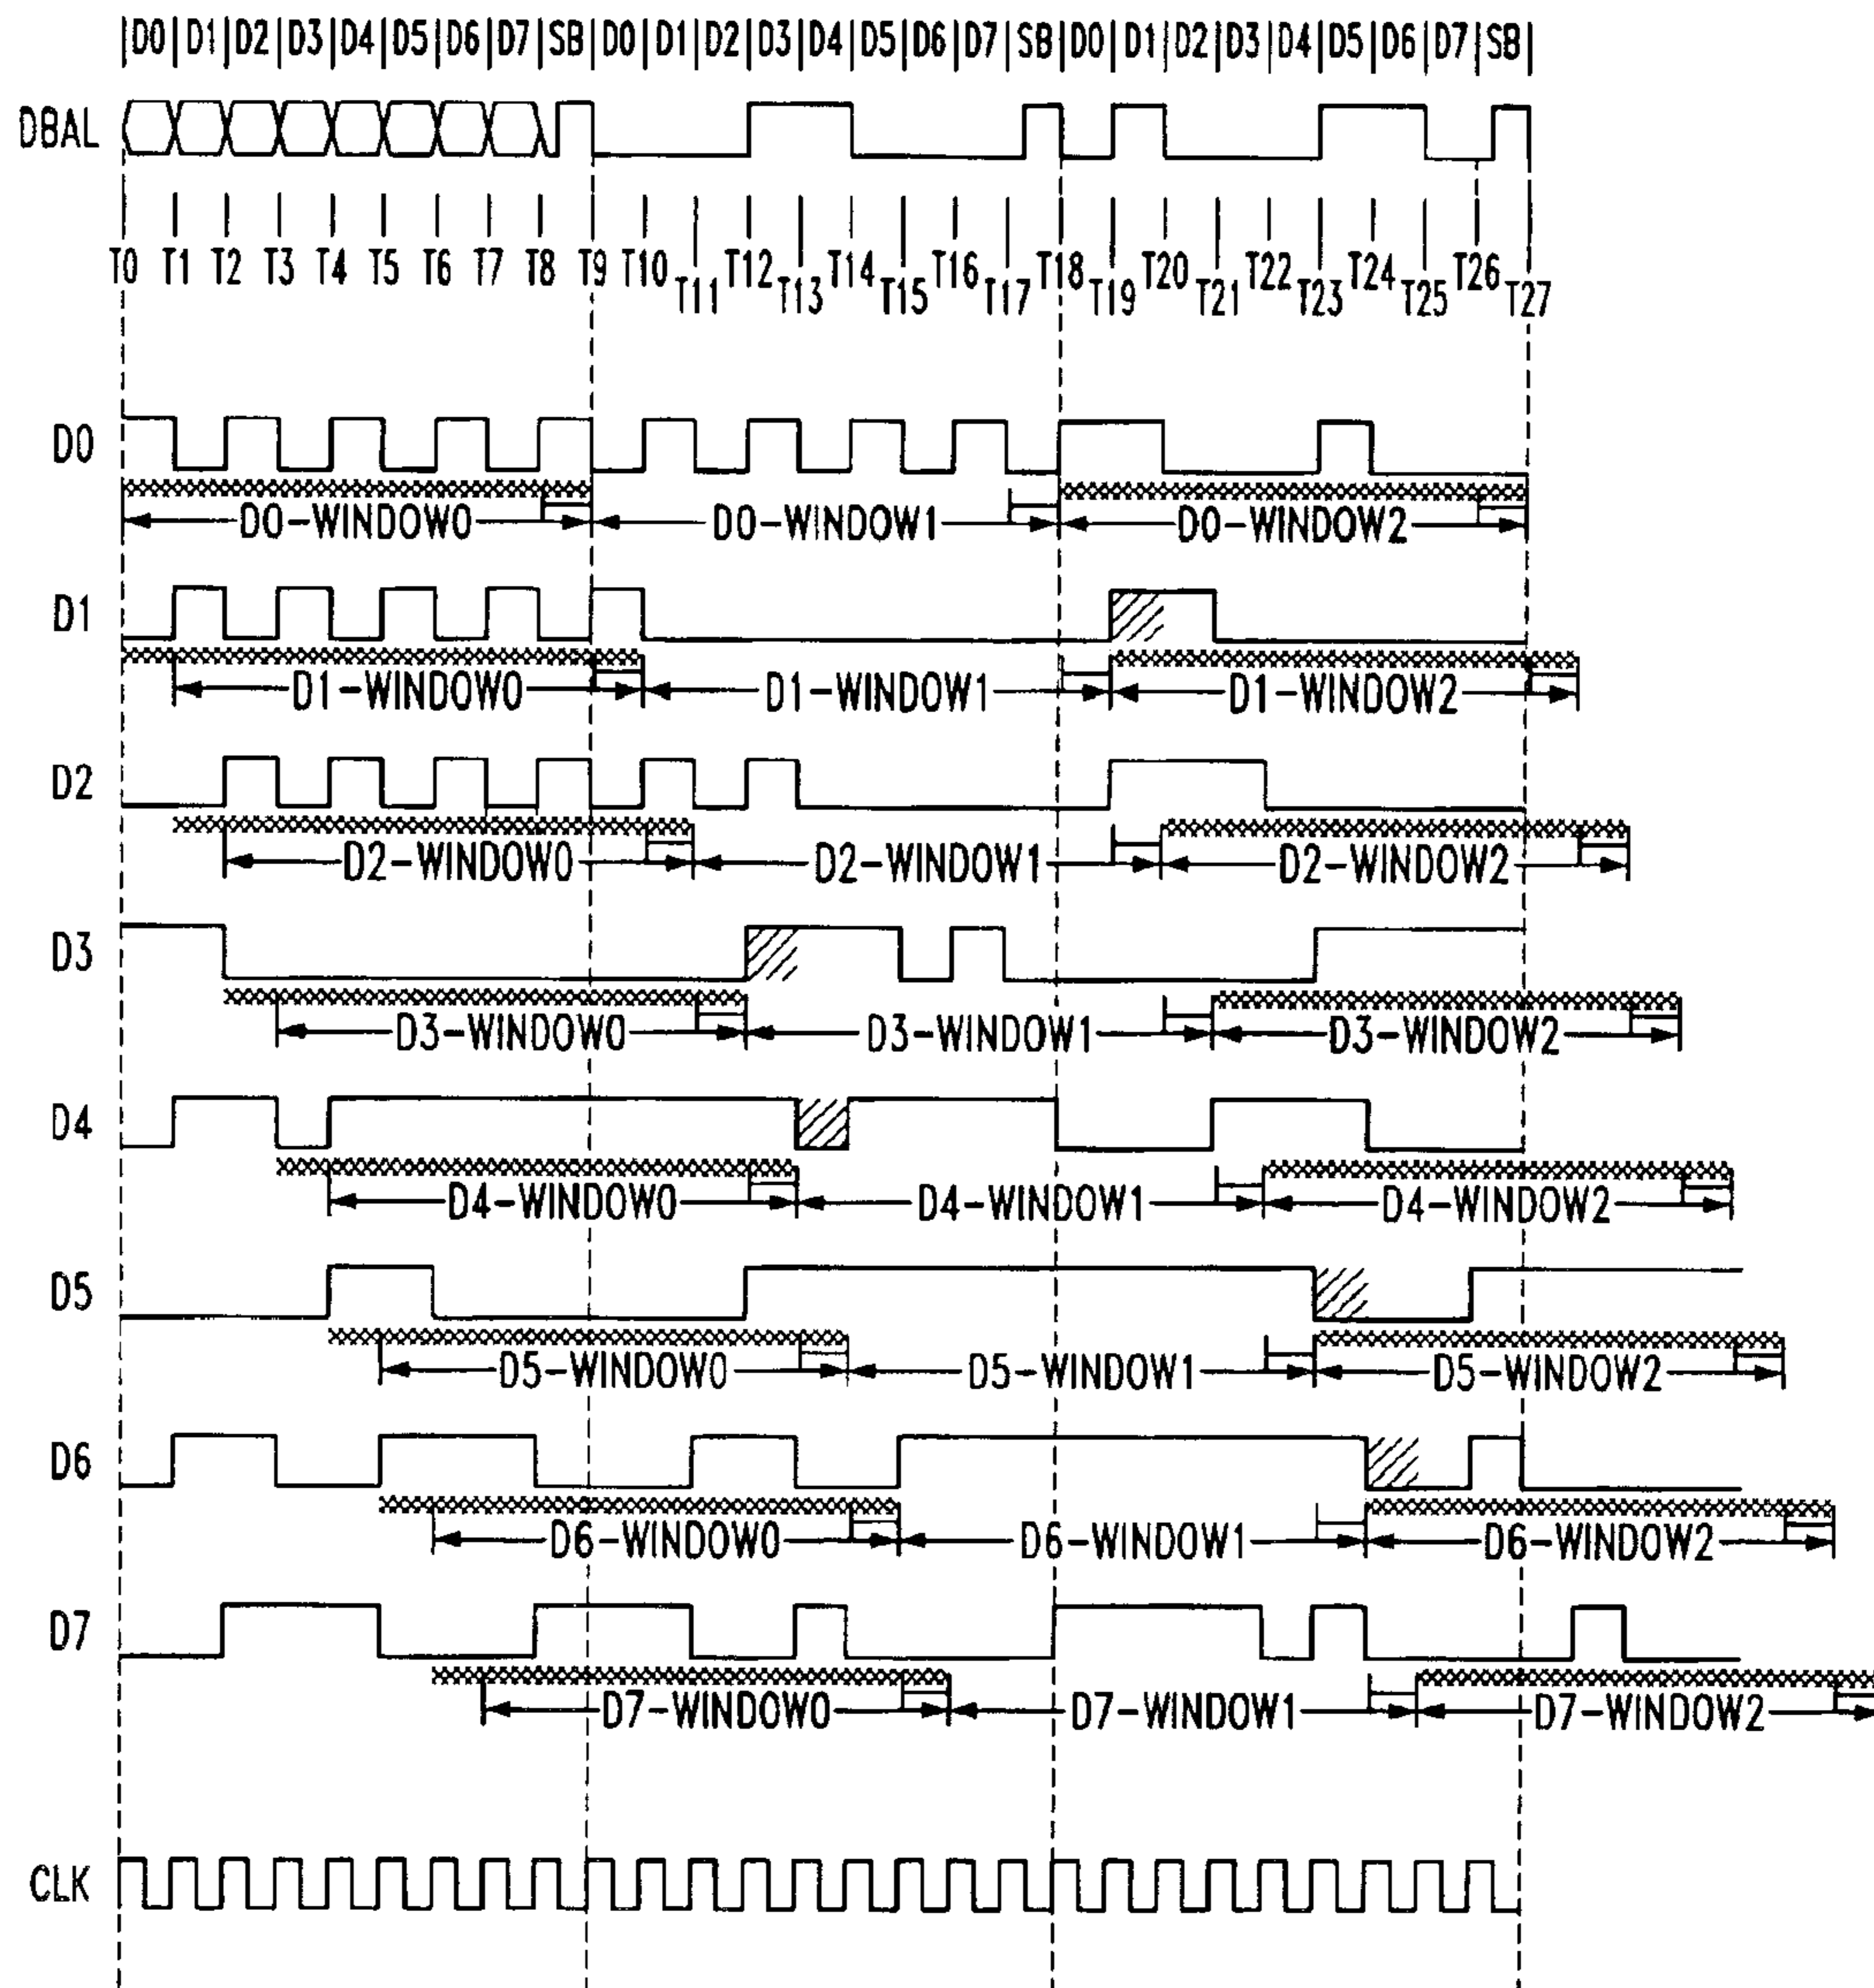 |D0|D1|D2|D3|D4|D5|D6|D7|SB|D0|D1|D2|D3|D4|D5|D6|D7|SB|D0|D1|D2|D3|D4|D5|D6|D7|SB|
DBAL
T0 T1 T2 T3 T4 T5 T6 T7 T8 T9 T10 T11 T12 T13 T14 T15 T16 T17 T18 T19 T20 T21 T22 T23 T24 T25 T26 T27
D0
D0-WINDOW0 D0-WINDOW1 D0-WINDOW2
D1
D1-WINDOW0 D1-WINDOW1 D1-WINDOW2
D2
D2-WINDOW0 D2-WINDOW1 D2-WINDOW2
D3
D3-WINDOW0 D3-WINDOW1 D3-WINDOW2
D4
D4-WINDOW0 D4-WINDOW1 D4-WINDOW2
D5
D5-WINDOW0 D5-WINDOW1 D5-WINDOW2
D6
D6-WINDOW0 D6-WINDOW1 D6-WINDOW2
D7
D7-WINDOW0 D7-WINDOW1 D7-WINDOW2
CLK